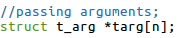 //passing arguments;
struct t_arg *targ[n];